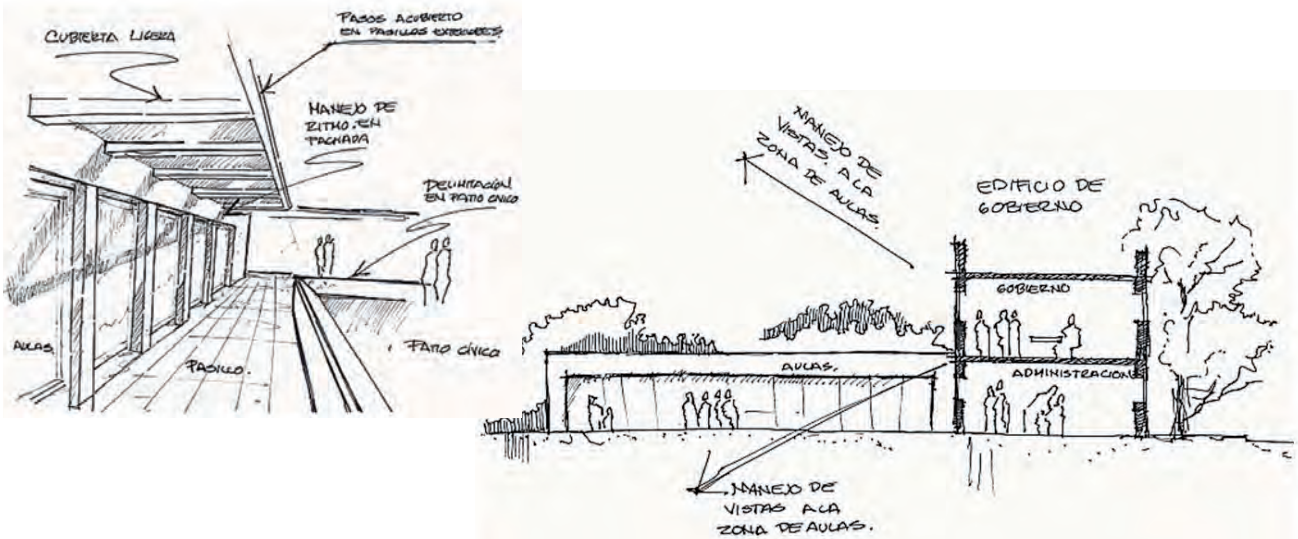 CUBIERTA LIGERA
PASOS ACUBIERTO
EN PASILLOS EXTERIORES
MANEJO DE
RITMO. EN
FACHADA
DELIMITACIÓN
EN PATIO CIVICO
AULAS.
PASILLO.
PATIO CÍVICO
MANEJO DE
VISTAS. A LA
ZONA DE AULAS
EDIFICIO DE
GOBIERNO
GOBIERNO
AULAS.
ADMINISTRACION
MANEJO DE
VISTAS A LA
ZONA DE AULAS.